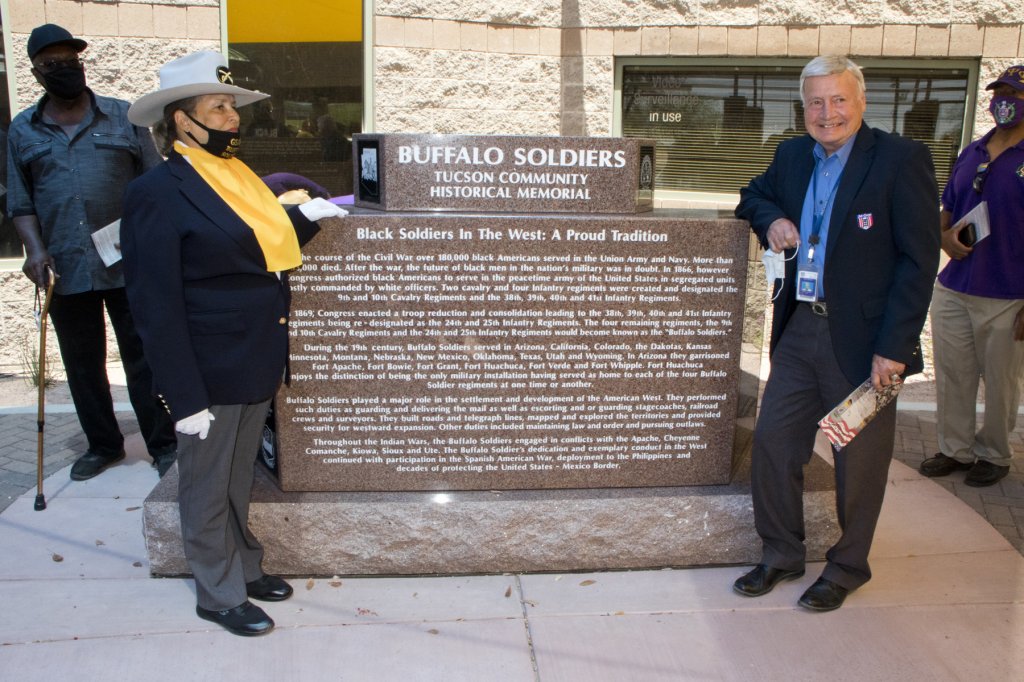 Video
Surveillance
in use
BUFFALO SOLDIERS
TUCSON COMMUNITY
HISTORICAL MEMORIAL
Black Soldiers In The West: A Proud Tradition
the course of the Civil War over 180,000 black Americans served in the Union Army and Navy. More than
died. After the war, the future of black men in the nation's military was in doubt. In 1866, however
authorized black Americans to serve in the peacetime army of the United States in segregated units
commanded by white officers. Two cavalry and four Infantry regiments were created and designated the
9th and 10th Cavalry Regiments and the 38th, 39th, 40th and 41st Infantry Regiments.
1869, Congress enacted a troop reduction and consolidation leading to the 38th, 39th, 40th and 41st Infantry
regiments being re-designated as the 24th and 25th Infantry Regiments. The four remaining regiments, the 9th
10th Cavalry Regiments and the 24th and 25th Infantry Regiments would become known as the "Buffalo Soldiers."
During the 19th century, Buffalo Soldiers served in Arizona, California, Colorado, the Dakotas, Kansas
Minnesota, Montana, Nebraska, New Mexico, Oklahoma, Texas, Utah and Wyoming. In Arizona they garrisoned
Fort Apache, Fort Bowie, Fort Grant, Fort Huachuca, Fort Verde and Fort Whipple. Fort Huachuca
enjoys the distinction of being the only military installation having served as home to each of the four Buffalo
Soldier regiments at one time or another.
Buffalo Soldiers played a major role in the settlement and development of the American West. They performed
such duties as guarding and delivering the mail as well as escorting or guarding stagecoaches, railroad
crews and surveyors. They built roads and telegraph lines, mapped and explored the territories and provided
security for westward expansion. Other duties included maintaining law and order and pursuing outlaws.
Throughout the Indian Wars, the Buffalo Soldiers engaged in conflicts with the Apache, Cheyenne
Comanche, Kiowa, Sioux and Ute. The Buffalo Soldier's dedication and exemplary conduct in the West
continued with participation in the Spanish American War, deployment to the Philippines and
decades of protecting the United States - Mexico Border.